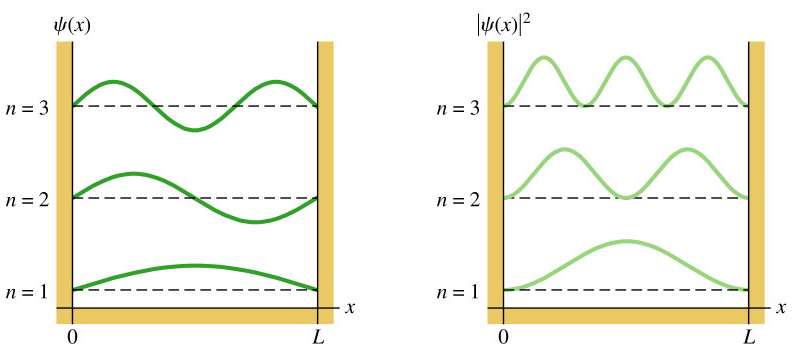 ψ(x)
n = 3
n = 2
n = 1
x
0
L
|ψ(x)|²
n = 3
n = 2
n = 1
x
0
L